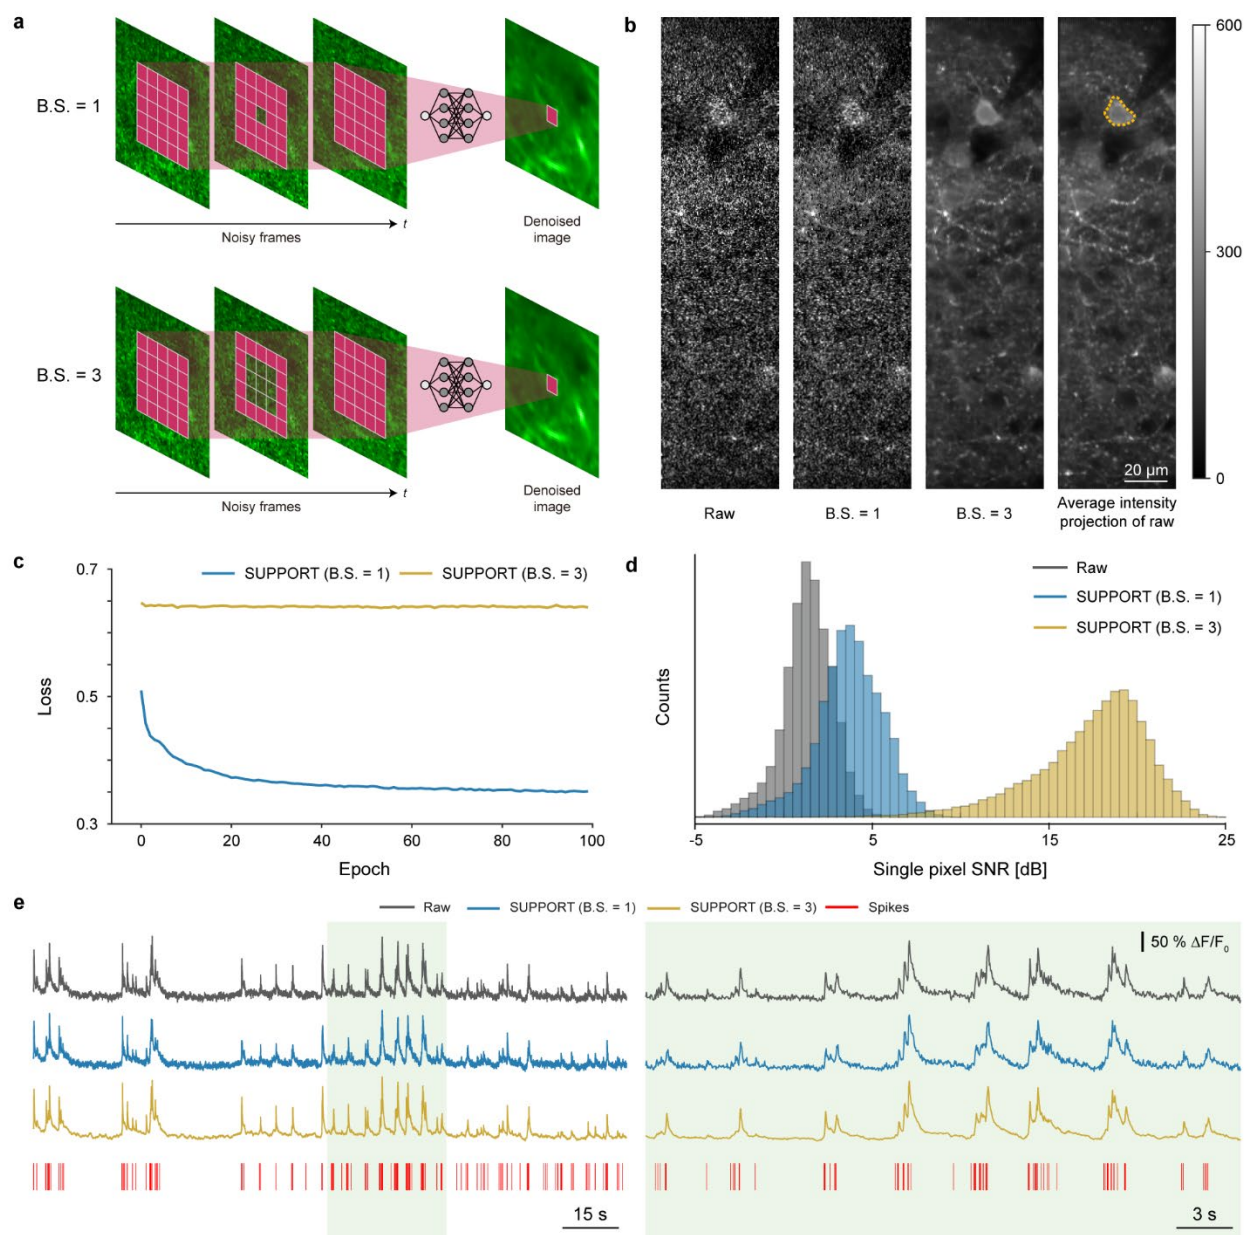 a
B.S. = 1
t
Noisy frames
Denoised
image
B.S. = 3
t
Noisy frames
Denoised
image
b
600
300
0
20 μm
Raw
B.S. = 1
B.S. = 3
Average intensity
projection of raw
c
SUPPORT (B.S. = 1)
SUPPORT (B.S. = 3)
0.7
0.5
0.3
Loss
0
20
40
60
80
100
Epoch
d
Raw
SUPPORT (B.S. = 1)
SUPPORT (B.S. = 3)
Counts
-5
5
15
25
Single pixel SNR [dB]
e
Raw
SUPPORT (B.S. = 1)
SUPPORT (B.S. = 3)
Spikes
50 % ΔF/F₀
15 s
3 s